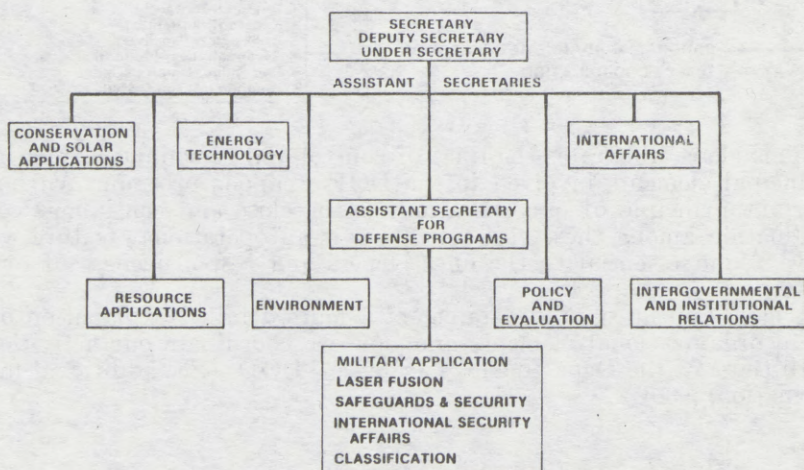 SECRETARY
DEPUTY SECRETARY
UNDER SECRETARY
ASSISTANT SECRETARIES
CONSERVATION
AND SOLAR
APPLICATIONS
ENERGY
TECHNOLOGY
INTERNATIONAL
AFFAIRS
ASSISTANT SECRETARY
FOR
DEFENSE PROGRAMS
RESOURCE
APPLICATIONS
ENVIRONMENT
POLICY
AND
EVALUATION
INTERGOVERNMENTAL
AND INSTITUTIONAL
RELATIONS
MILITARY APPLICATION
LASER FUSION
SAFEGUARDS & SECURITY
INTERNATIONAL SECURITY
AFFAIRS
CLASSIFICATION